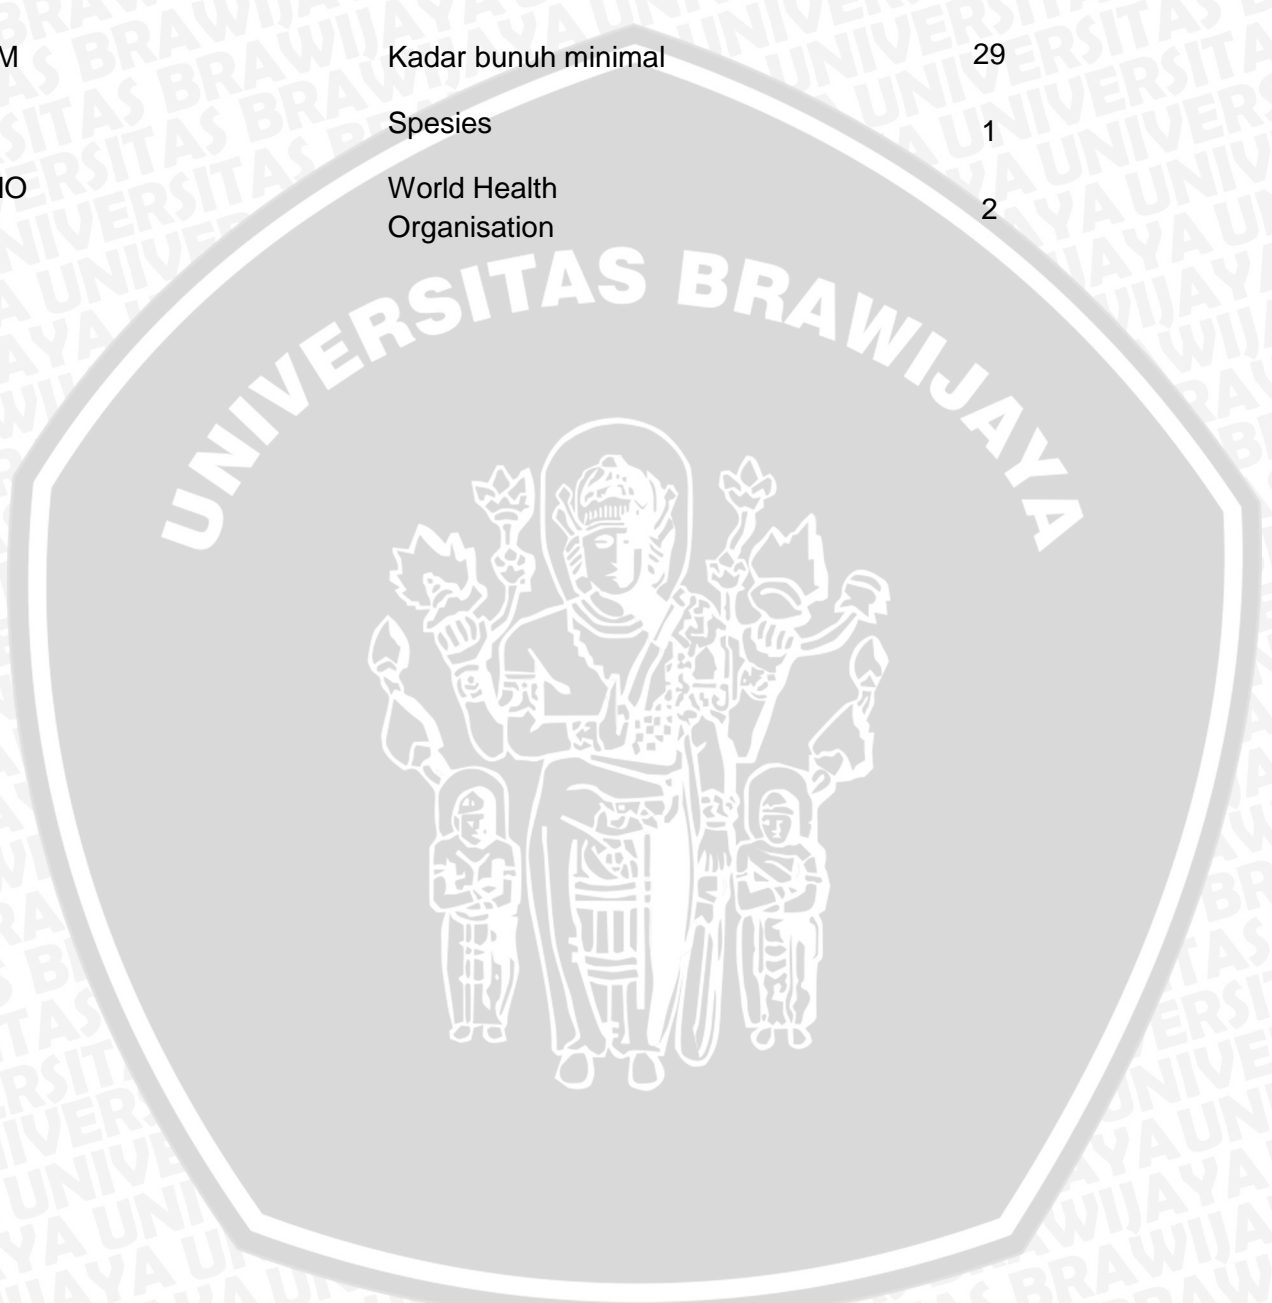 M Kadar bunuh minimal 29
Spesies 1
IO World Health
Organisation 2
UNIVERSITAS BRAWIJAYA